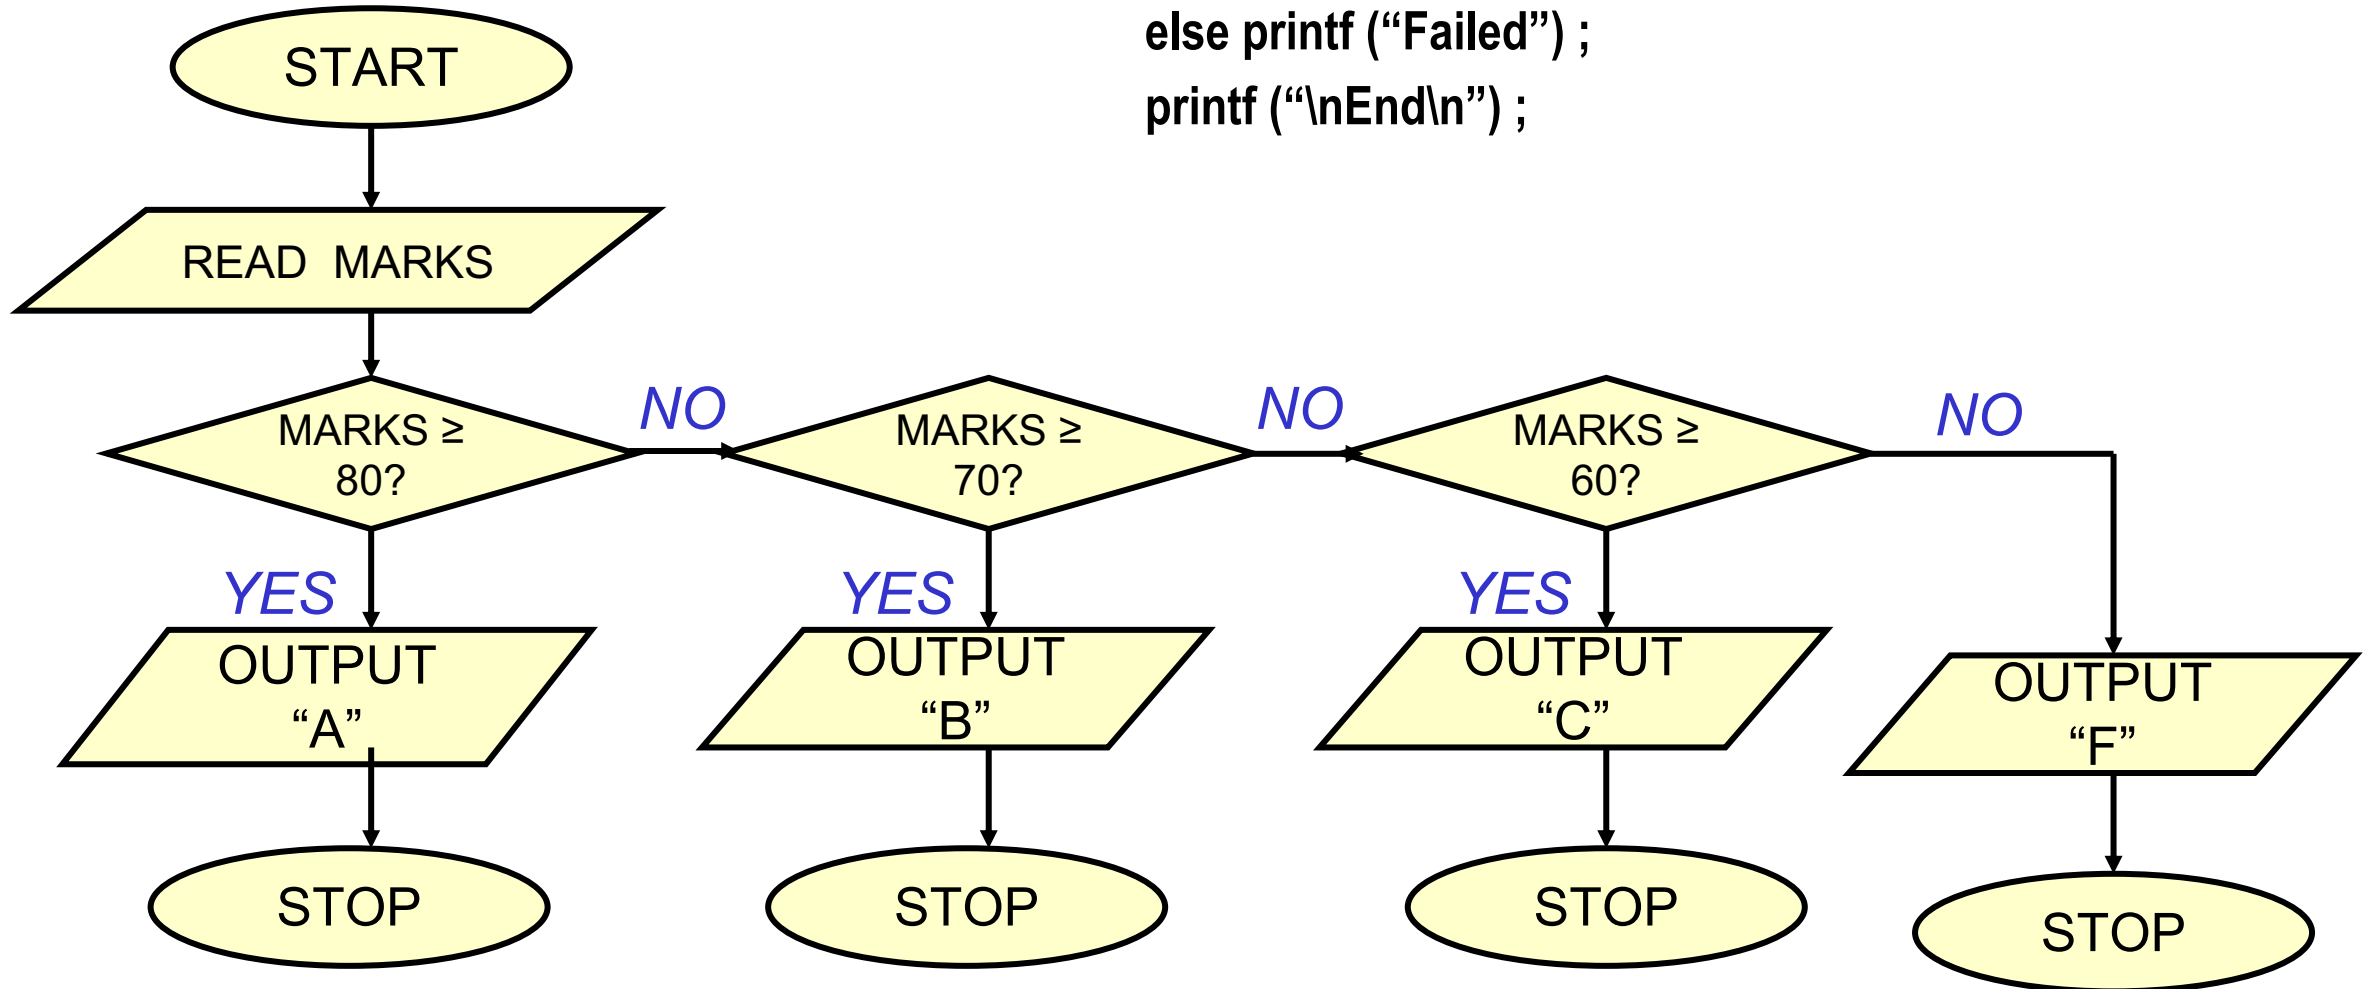 START
else printf (“Failed”) ;
printf (“\nEnd\n”) ;
READ MARKS
MARKS ≥
80?
NO
MARKS ≥
70?
NO
MARKS ≥
60?
NO
YES
YES
YES
OUTPUT
“A”
OUTPUT
“B”
OUTPUT
“C”
OUTPUT
“F”
STOP
STOP
STOP
STOP